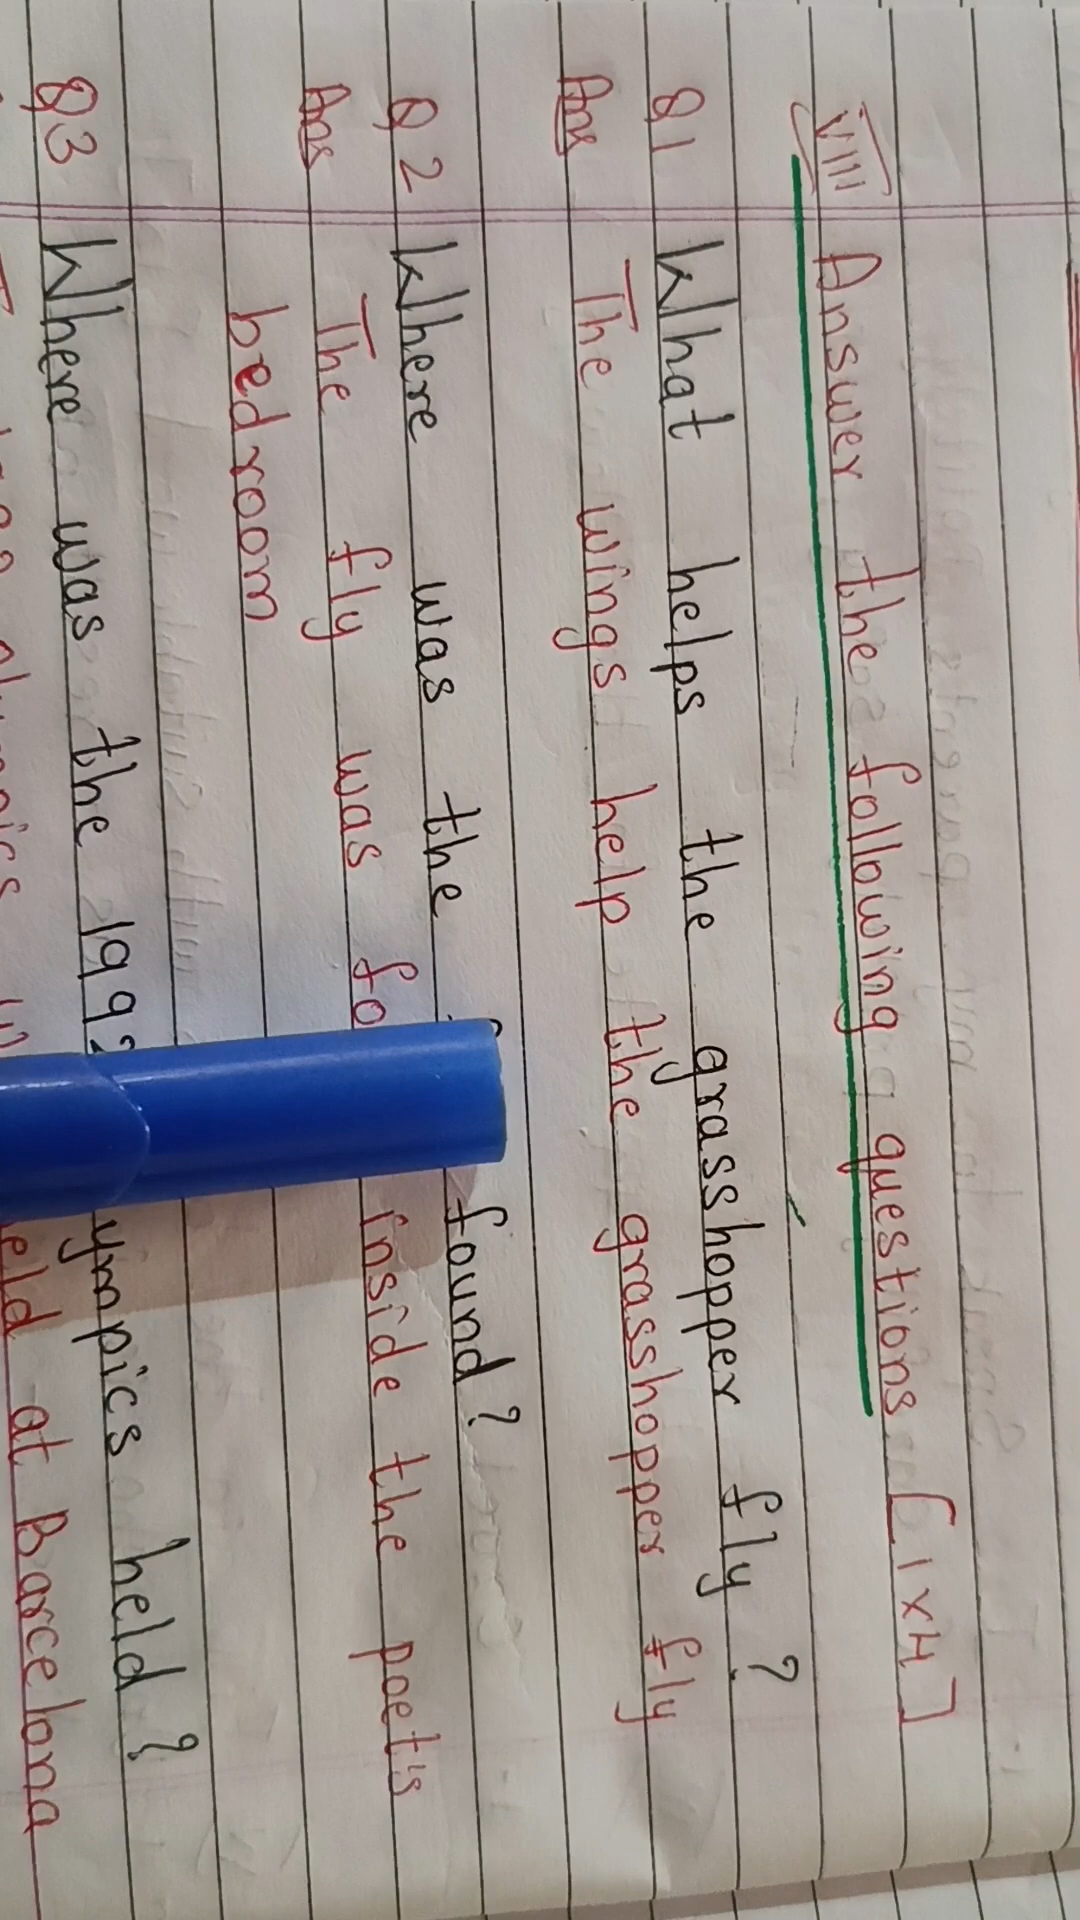 VIII Answer the following questions [1x4]
Q1 What helps the grasshopper fly ?
Ans The wings help the grasshopper fly
Q2 Where was the found ?
Ans The fly was inside the poet's
bedroom
Q3 Where was the held ?
at Barcelona